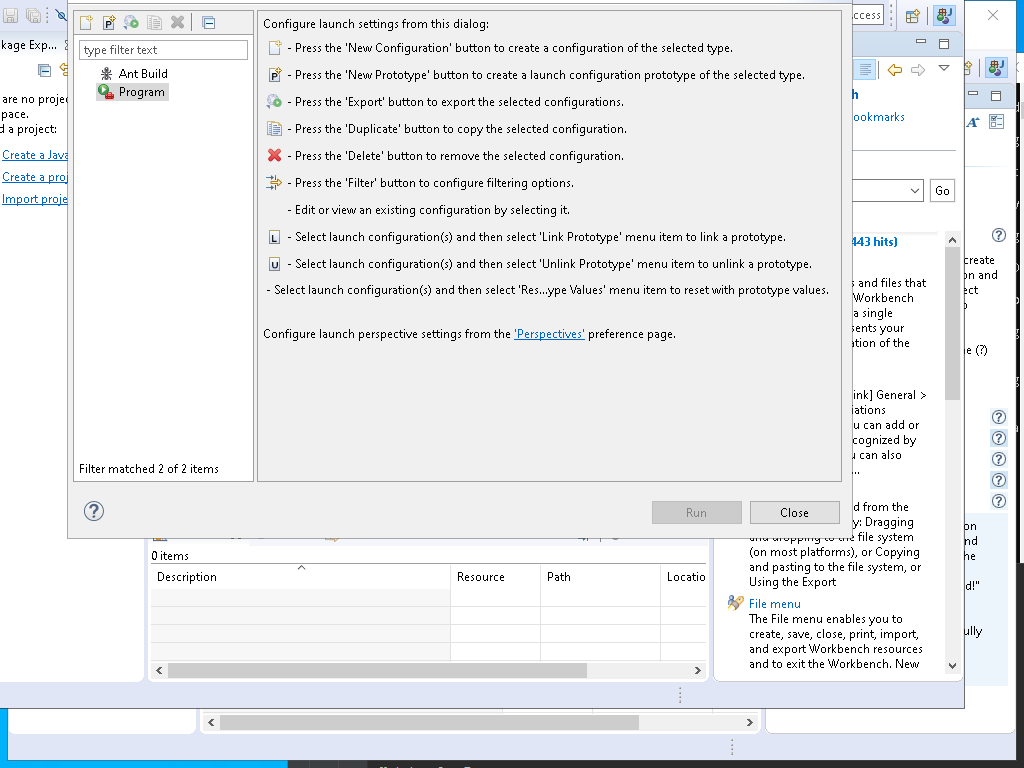 ccess
kage Exp...
type filter text
Ant Build
Program
Filter matched 2 of 2 items
are no projec
pace.
d a project:
Create a Java
Create a proj
Import proje
Configure launch settings from this dialog:
- Press the 'New Configuration' button to create a configuration of the selected type.
- Press the 'New Prototype' button to create a launch configuration prototype of the selected type.
- Press the 'Export' button to export the selected configurations.
- Press the 'Duplicate' button to copy the selected configuration.
- Press the 'Delete' button to remove the selected configuration.
- Press the 'Filter' button to configure filtering options.
- Edit or view an existing configuration by selecting it.
- Select launch configuration(s) and then select 'Link Prototype' menu item to link a prototype.
- Select launch configuration(s) and then select 'Unlink Prototype' menu item to unlink a prototype.
- Select launch configuration(s) and then select 'Res...ype Values' menu item to reset with prototype values.
Configure launch perspective settings from the 'Perspectives' preference page.
Run
Close
h
ookmarks
Go
443 hits)
s and files that
Workbench
a single
sents your
ation of the
ink] General >
iations
u can add or
cognized by
u can also
...
d from the
y: Dragging
and dropping to the file system
(on most platforms), or Copying
and pasting to the file system, or
Using the Export
File menu
The File menu enables you to
create, save, close, print, import,
and export Workbench resources
and to exit the Workbench. New
create
on and
ect
o
ne (?)
on
nd
he
d!"
ully
0 items
Description
Resource
Path
Locatio